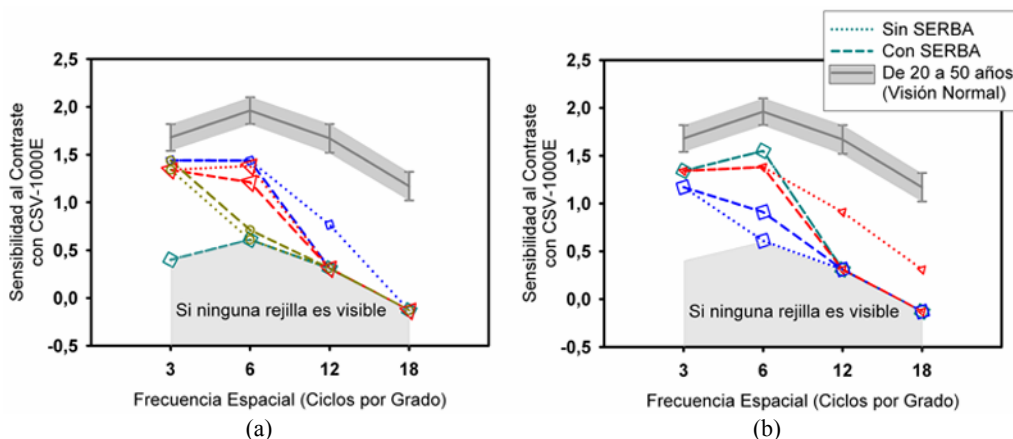 Sin SERBA
Con SERBA
De 20 a 50 años
(Visión Normal)
Sensibilidad al Contraste
con CSV-1000E
2,5
2,0
1,5
1,0
0,5
0,0
-0,5
Si ninguna rejilla es visible
3 6 12 18
Frecuencia Espacial (Ciclos por Grado)
(a)
Sensibilidad al Contraste
con CSV-1000E
2,5
2,0
1,5
1,0
0,5
0,0
-0,5
Si ninguna rejilla es visible
3 6 12 18
Frecuencia Espacial (Ciclos por Grado)
(b)